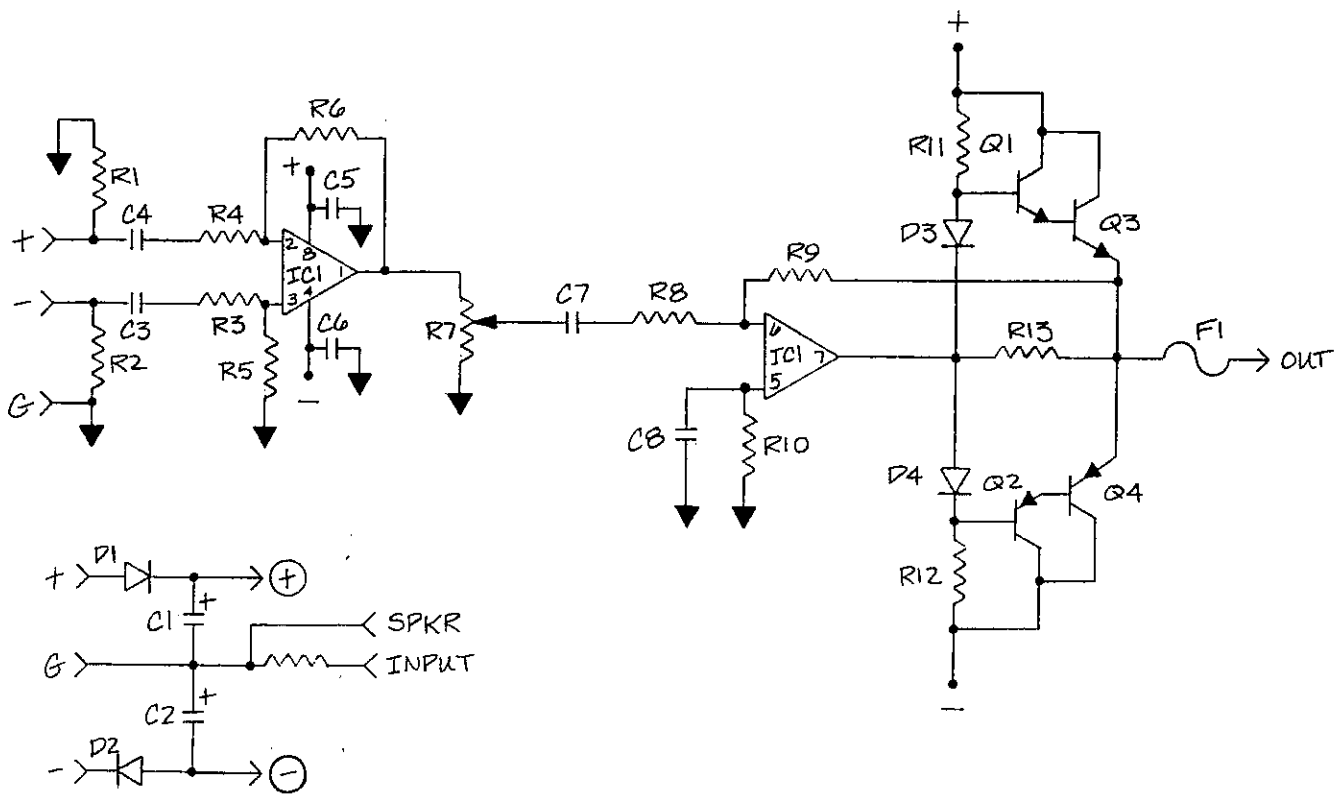 +
R6
R1
+
C5
R11
Q1
C4
R4
+
2
8
IC1
1
D3
Q3
R9
-
3
4
C7
R8
C3
R3
R7
6
IC1
7
R13
F1
OUT
R2
R5
C6
5
G
-
C8
R10
D4
Q2
Q4
D1
+
+
+
C1
SPKR
R12
G
INPUT
+
C2
-
D2
-
-